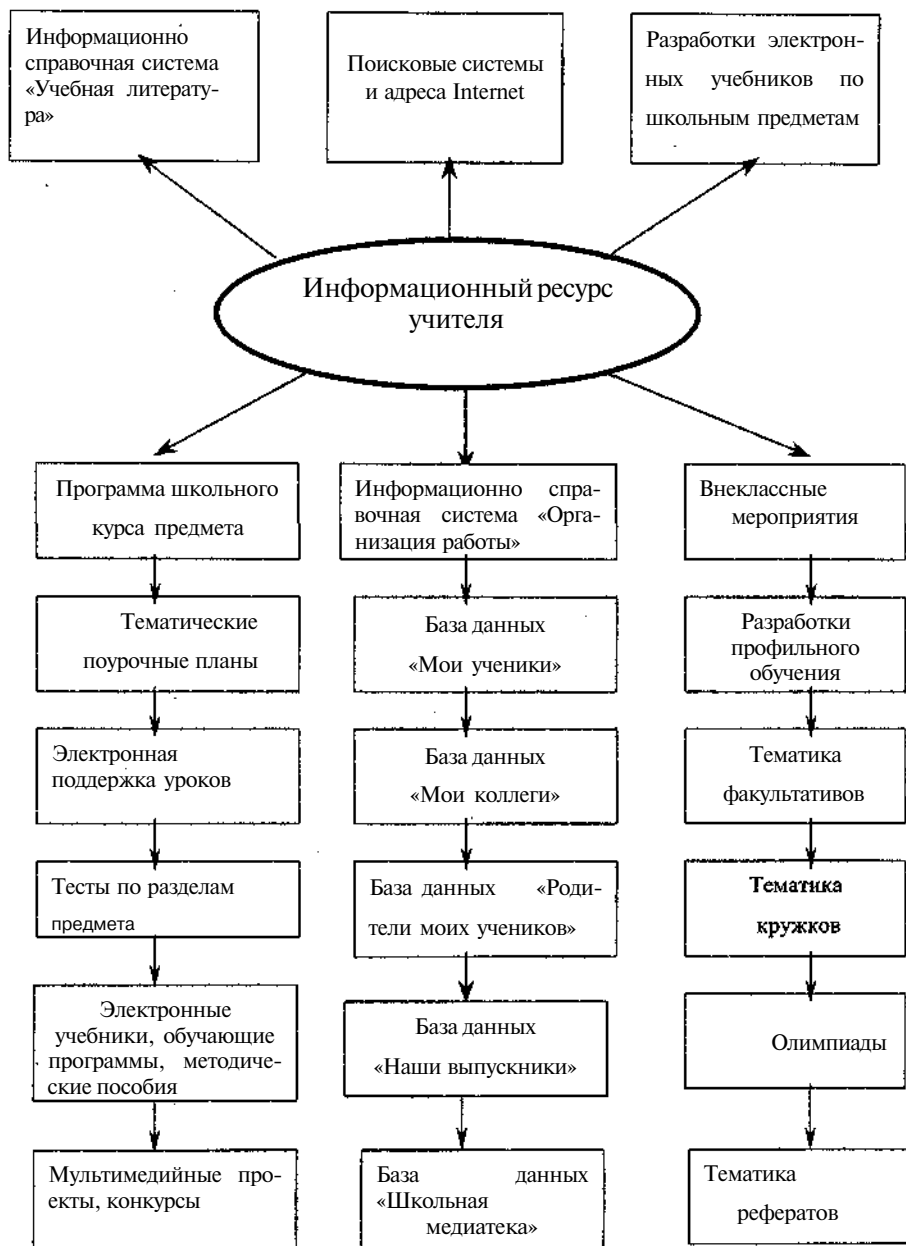 Информационно
справочная система
«Учебная литерату-
ра»
Поисковые системы
и адреса Internet
Разработки электрон-
ных учебников по
школьным предметам
Информационный ресурс
учителя
Программа школьного
курса предмета
Тематические
поурочные планы
Электронная
поддержка уроков
Тесты по разделам
предмета
Электронные
учебники, обучающие
программы, методиче-
ские пособия
Мультимедийные про-
екты, конкурсы
Информационно спра-
вочная система «Орга-
низация работы»
База данных
«Мои ученики»
База данных
«Мои коллеги»
База данных «Роди-
тели моих учеников»
База данных
«Наши выпускники»
База данных
«Школьная
медиатека»
Внеклассные
мероприятия
Разработки
профильного
обучения
Тематика
факультативов
Тематика
кружков
Олимпиады
Тематика
рефератов